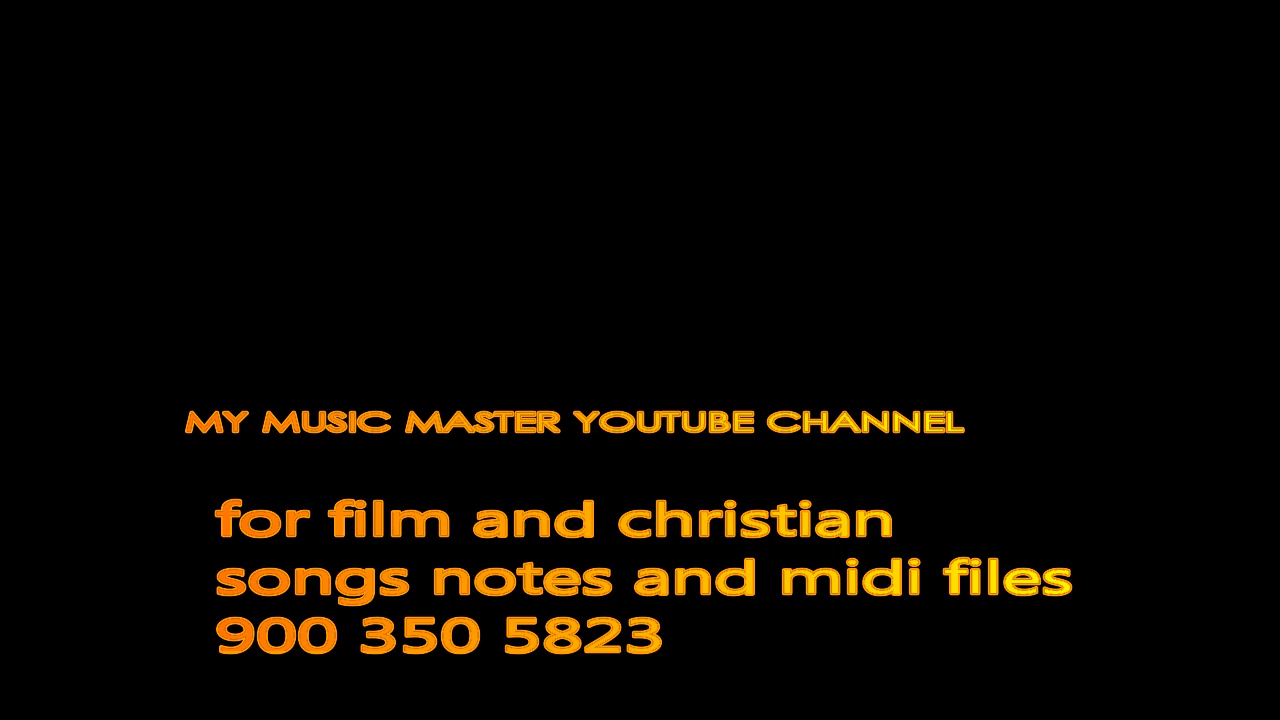 MY MUSIC MASTER YOUTUBE CHANNEL
for film and christian
songs notes and midi files
900 350 5823